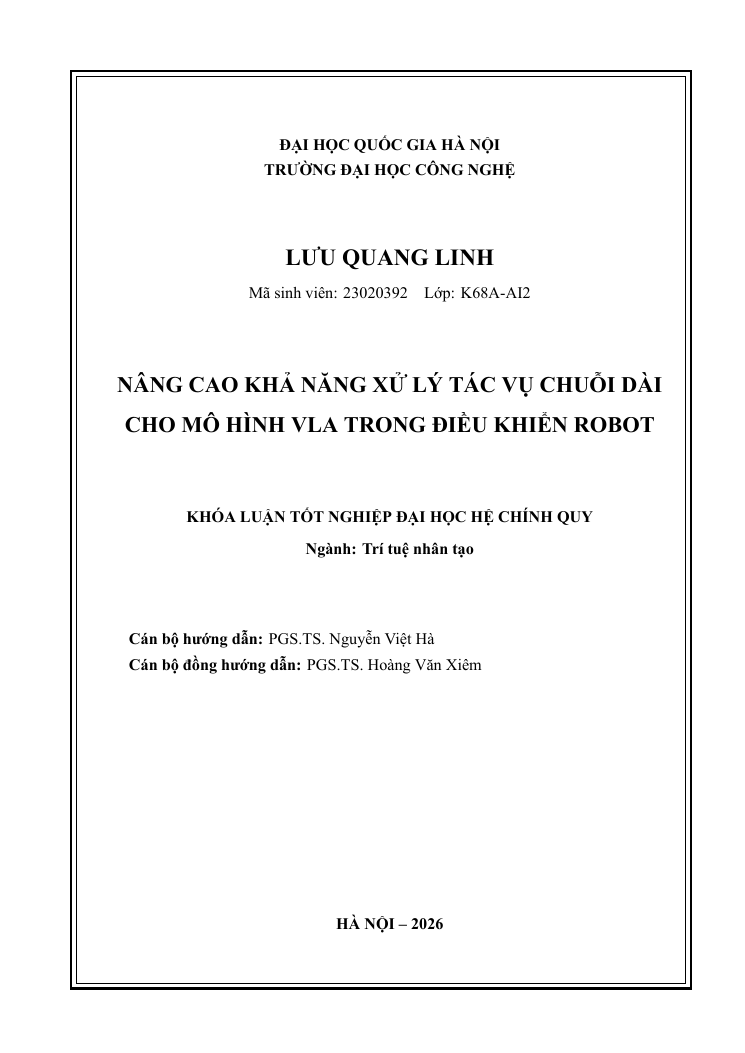 ĐẠI HỌC QUỐC GIA HÀ NỘI
TRƯỜNG ĐẠI HỌC CÔNG NGHỆ
LƯU QUANG LINH
Mã sinh viên: 23020392 Lớp: K68A-AI2
NÂNG CAO KHẢ NĂNG XỬ LÝ TÁC VỤ CHUỖI DÀI
CHO MÔ HÌNH VLA TRONG ĐIỀU KHIỂN ROBOT
KHÓA LUẬN TỐT NGHIỆP ĐẠI HỌC HỆ CHÍNH QUY
Ngành: Trí tuệ nhân tạo
Cán bộ hướng dẫn: PGS.TS. Nguyễn Việt Hà
Cán bộ đồng hướng dẫn: PGS.TS. Hoàng Văn Xiêm
HÀ NỘI – 2026